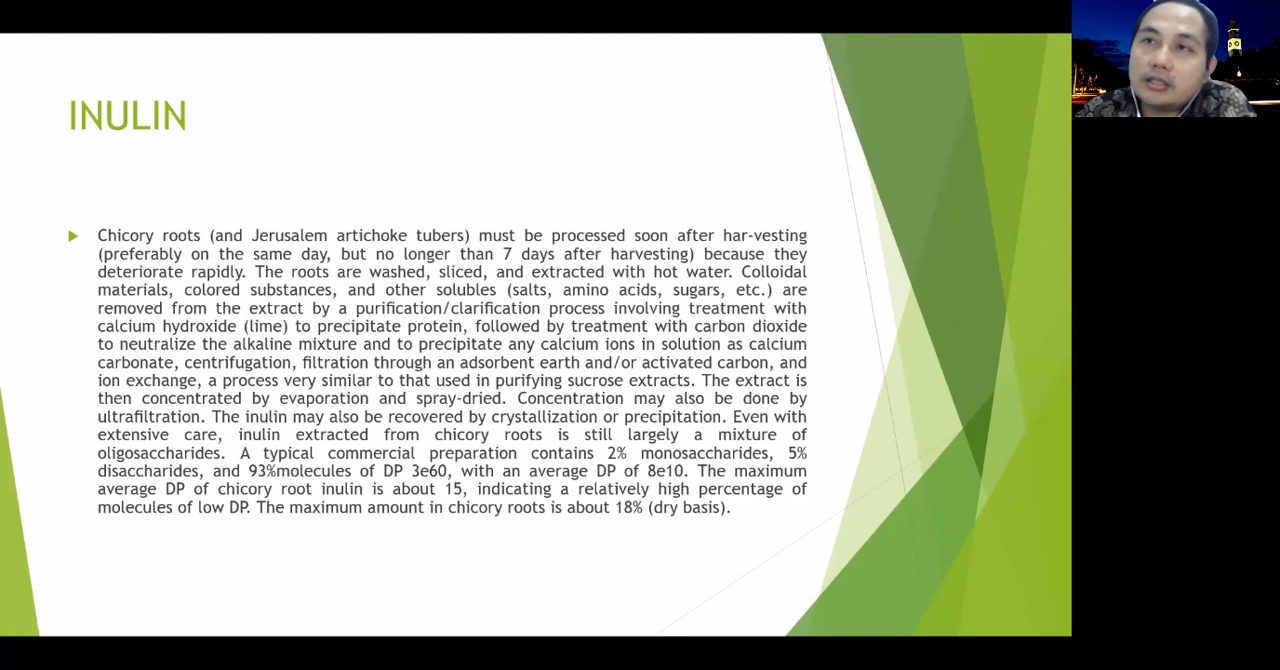 INULIN
Chicory roots (and Jerusalem artichoke tubers) must be processed soon after har-vesting
(preferably on the same day, but no longer than 7 days after harvesting) because they
deteriorate rapidly. The roots are washed, sliced, and extracted with hot water. Colloidal
materials, colored substances, and other solubles (salts, amino acids, sugars, etc.) are
removed from the extract by a purification/clarification process involving treatment with
calcium hydroxide (lime) to precipitate protein, followed by treatment with carbon dioxide
to neutralize the alkaline mixture and to precipitate any calcium ions in solution as calcium
carbonate, centrifugation, filtration through an adsorbent earth and/or activated carbon, and
ion exchange, a process very similar to that used in purifying sucrose extracts. The extract is
then concentrated by evaporation and spray-dried. Concentration may also be done by
ultrafiltration. The inulin may also be recovered by crystallization or precipitation. Even with
extensive care, inulin extracted from chicory roots is still largely a mixture of
oligosaccharides. A typical commercial preparation contains 2% monosaccharides, 5%
disaccharides, and 93%molecules of DP 3e60, with an average DP of 8e10. The maximum
average DP of chicory root inulin is about 15, indicating a relatively high percentage of
molecules of low DP. The maximum amount in chicory roots is about 18% (dry basis).